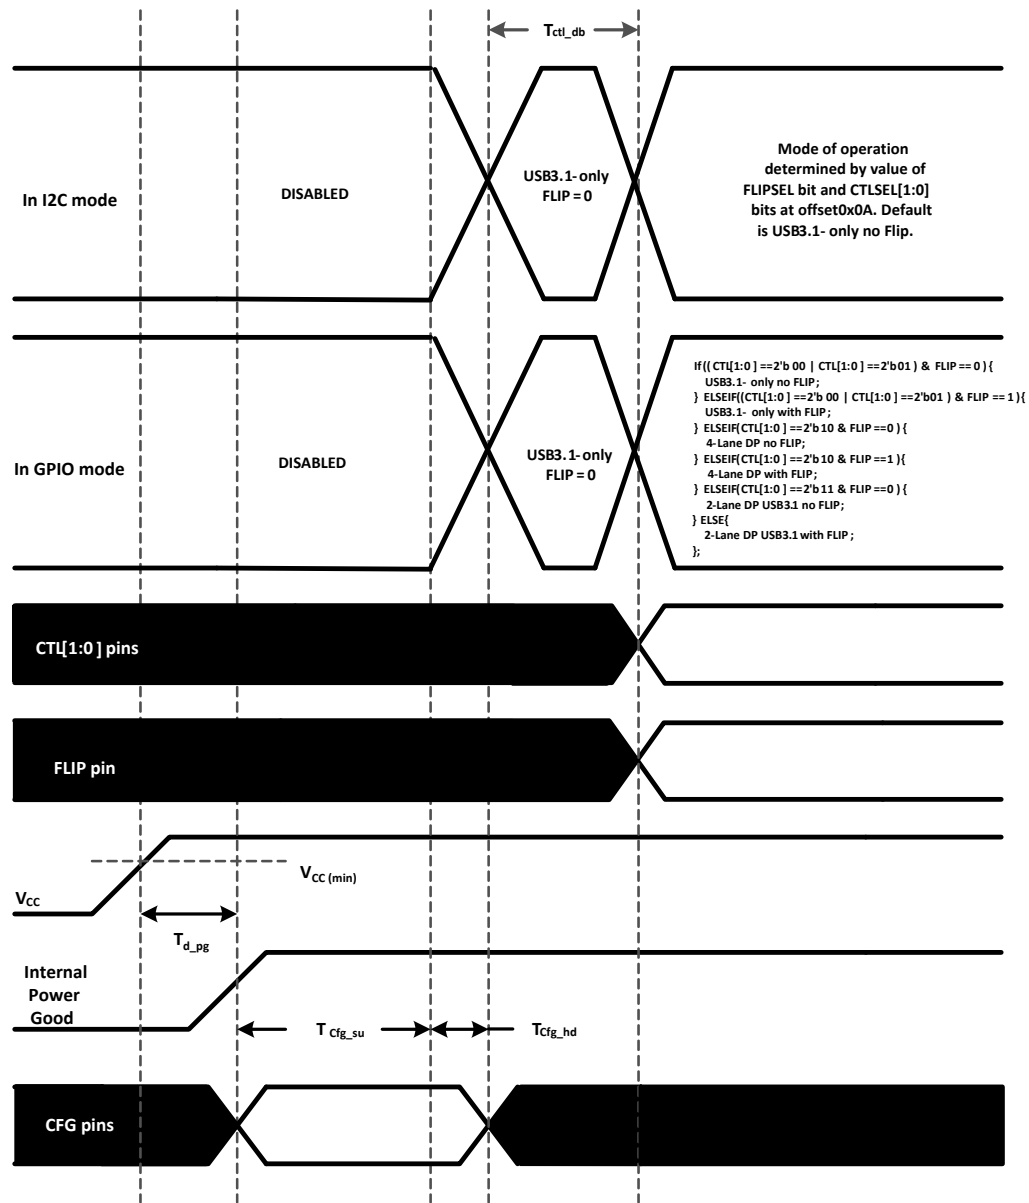 Tctl_db
In I2C mode
DISABLED
USB3.1- only
FLIP = 0
Mode of operation
determined by value of
FLIPSEL bit and CTLSEL[1:0]
bits at offset0x0A. Default
is USB3.1- only no Flip.
In GPIO mode
DISABLED
USB3.1- only
FLIP = 0
If(( CTL[1:0 ] ==2'b 00 | CTL[1:0 ] ==2'b01 ) & FLIP == 0 ) {
USB3.1- only no FLIP;
} ELSEIF((CTL[1:0 ] ==2'b 00 | CTL[1:0 ] ==2'b01 ) & FLIP == 1 ){
USB3.1- only with FLIP;
} ELSEIF(CTL[1:0 ] ==2'b 10 & FLIP ==0 ) {
4-Lane DP no FLIP;
} ELSEIF(CTL[1:0 ] ==2'b 10 & FLIP ==1 ){
4-Lane DP with FLIP;
} ELSEIF(CTL[1:0 ] ==2'b 11 & FLIP ==0 ) {
2-Lane DP USB3.1 no FLIP;
} ELSE{
2-Lane DP USB3.1 with FLIP ;
};
CTL[1:0 ] pins
FLIP pin
VCC (min)
VCC
Td_pg
Internal
Power
Good
T Cfg_su
TCfg_hd
CFG pins